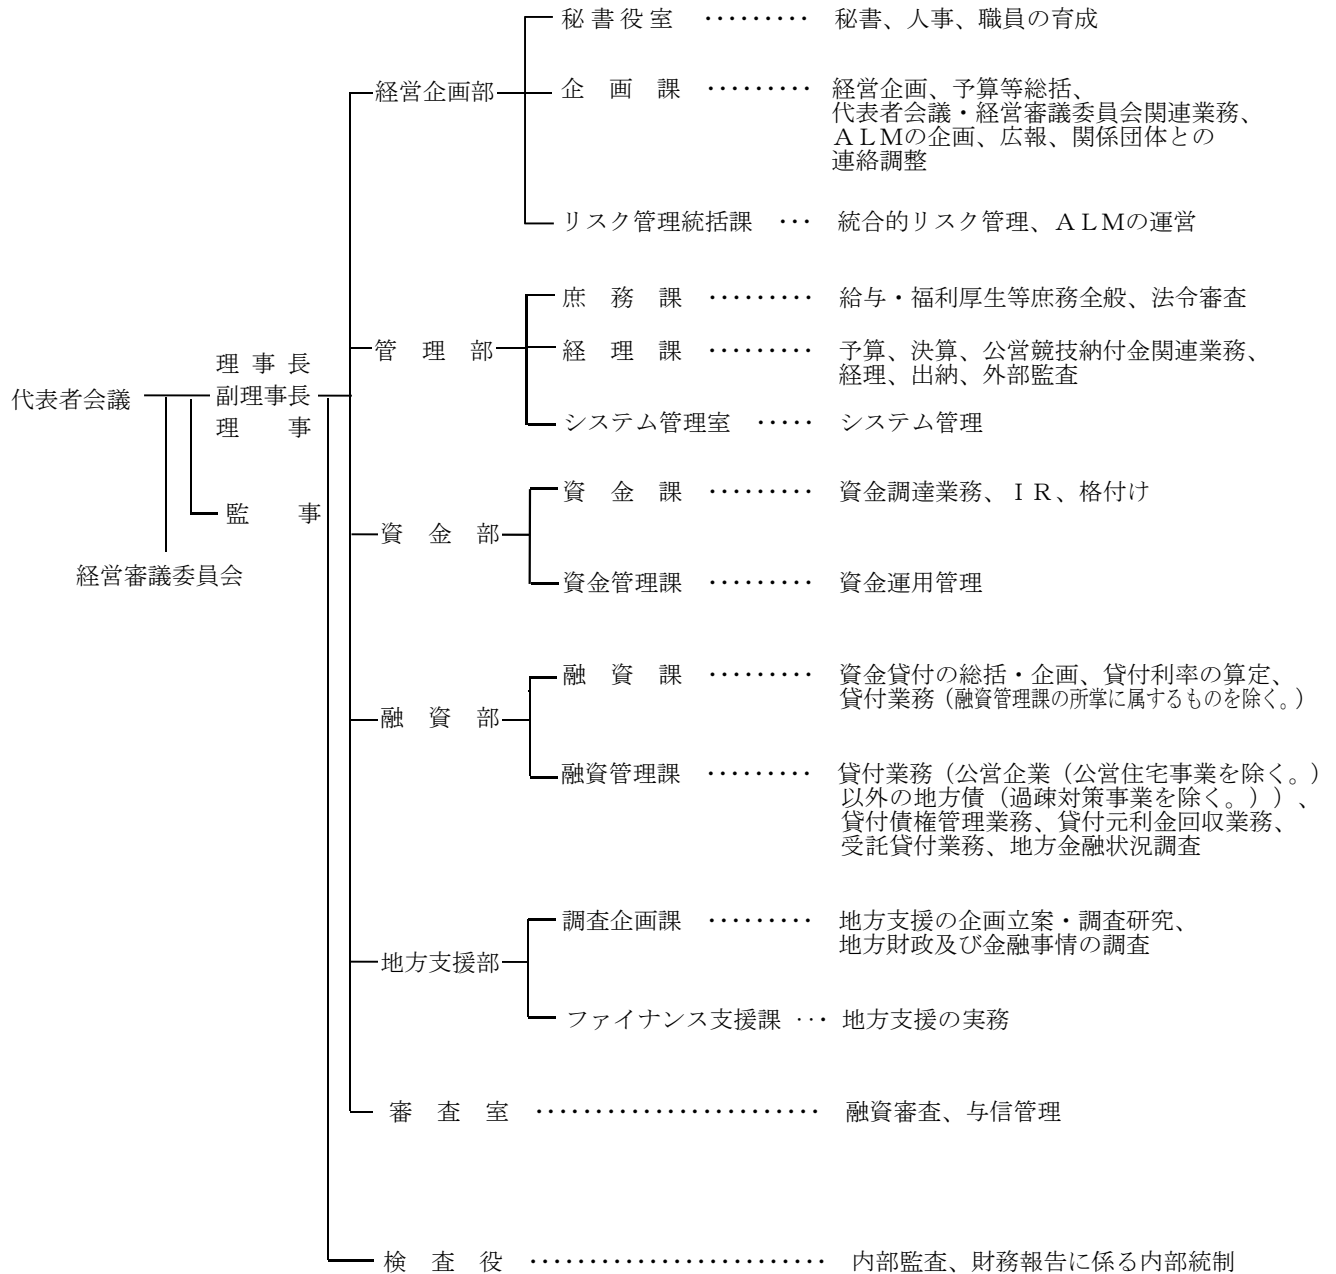 秘書役室 ········· 秘書、人事、職員の育成
経営企画部
企画課 ········· 経営企画、予算等総括、
代表者会議・経営審議委員会関連業務、
ＡＬＭの企画、広報、関係団体との
連絡調整
リスク管理統括課 ··· 統合的リスク管理、ＡＬＭの運営
庶務課 ········· 給与・福利厚生等庶務全般、法令審査
管理部
経理課 ········· 予算、決算、公営競技納付金関連業務、
経理、出納、外部監査
システム管理室 ····· システム管理
代表者会議
理事長
副理事長
理事
監事
経営審議委員会
資金課 ········· 資金調達業務、ＩＲ、格付け
資金部
資金管理課 ········· 資金運用管理
融資課 ········· 資金貸付の総括・企画、貸付利率の算定、
貸付業務（融資管理課の所掌に属するものを除く。）
融資部
融資管理課 ········· 貸付業務（公営企業（公営住宅事業を除く。）
以外の地方債（過疎対策事業を除く。））、
貸付債権管理業務、貸付元利金回収業務、
受託貸付業務、地方金融状況調査
調査企画課 ········· 地方支援の企画立案・調査研究、
地方財政及び金融事情の調査
地方支援部
ファイナンス支援課 ··· 地方支援の実務
審査室 ························ 融資審査、与信管理
検査役 ························· 内部監査、財務報告に係る内部統制